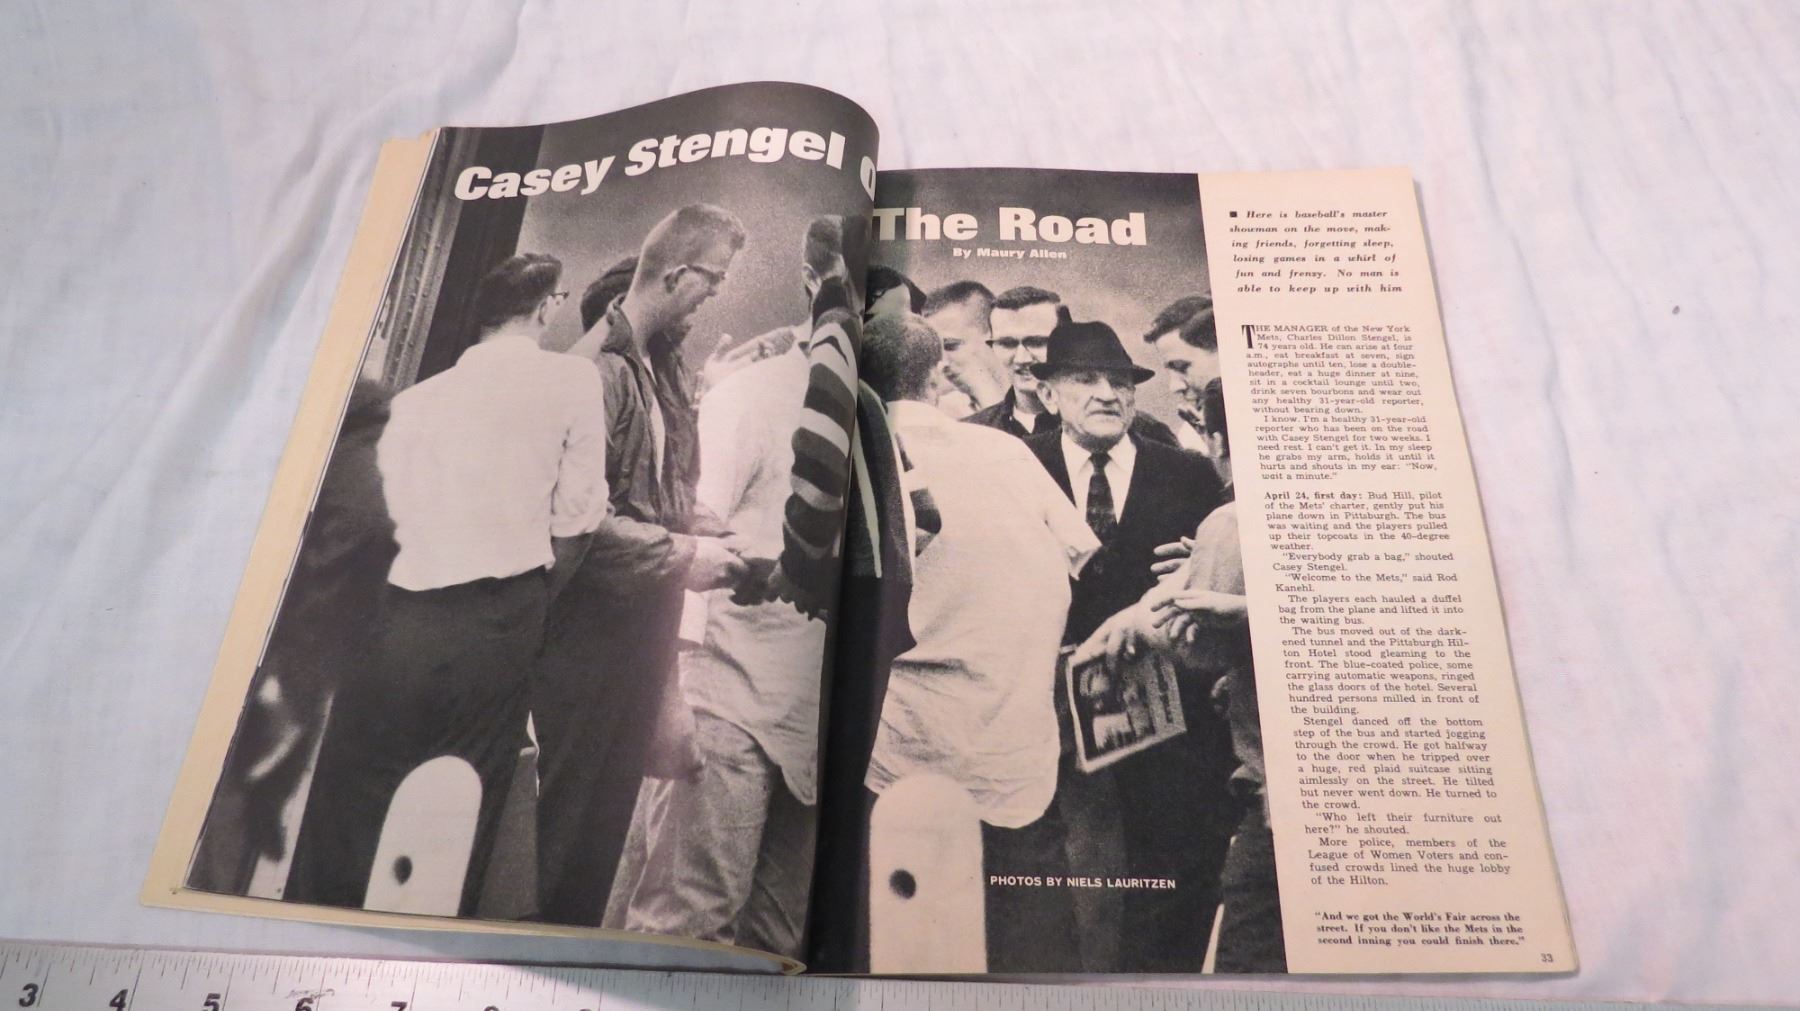 Casey Stengel
The Road
By Maury Allen
■ Here is baseball's master
showman on the move, mak-
ing friends, forgetting sleep,
losing games in a whirl of
fun and frenzy. No man is
able to keep up with him
THE MANAGER of the New York
Mets, Charles Dillon Stengel, is
74 years old. He can arise at four
a.m., eat breakfast at seven, sign
autographs until ten, lose a double-
header, eat a huge dinner at nine,
sit in a cocktail lounge until two,
drink seven bourbons and wear out
any healthy 31-year-old reporter,
without bearing down.
I know. I'm a healthy 31-year-old
reporter who has been on the road
with Casey Stengel for two weeks. I
need rest. I can't get it. In my sleep
he grabs my arm, holds it until it
hurts and shouts in my ear: "Now,
wait a minute."
April 24, first day: Bud Hill, pilot
of the Mets' charter, gently put his
plane down in Pittsburgh. The bus
was waiting and the players pulled
up their topcoats in the 40-degree
weather.
"Everybody grab a bag," shouted
Casey Stengel.
"Welcome to the Mets," said Rod
Kanehl.
The players each hauled a duffel
bag from the plane and lifted it into
the waiting bus.
The bus moved out of the dark-
ened tunnel and the Pittsburgh Hil-
ton Hotel stood gleaming to the
front. The blue-coated police, some
carrying automatic weapons, ringed
the glass doors of the hotel. Several
hundred persons milled in front of
the building.
Stengel danced off the bottom
step of the bus and started jogging
through the crowd. He got halfway
to the door when he tripped over
a huge, red plaid suitcase sitting
aimlessly on the street. He tilted
but never went down. He turned to
the crowd.
"Who left their furniture out
here?" he shouted.
More police, members of the
League of Women Voters and con-
fused crowds lined the huge lobby
of the Hilton.
PHOTOS BY NIELS LAURITZEN
"And we got the World's Fair across the
street. If you don't like the Mets in the
second inning you could finish there."
33
3 4 5 6 7